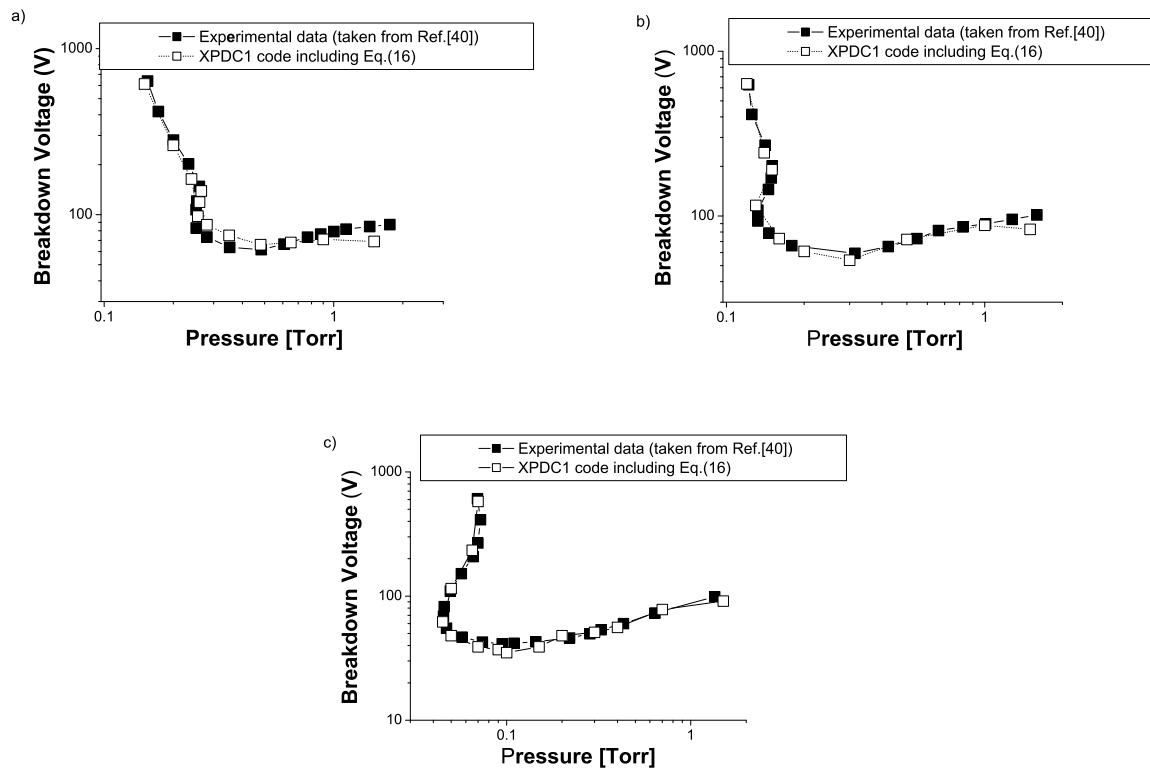 a)
Experimental data (taken from Ref.[40])
XPDC1 code including Eq.(16)
1000
100
Breakdown Voltage (V)
0.1
1
Pressure [Torr]
b)
Experimental data (taken from Ref.[40])
XPDC1 code including Eq.(16)
1000
100
Breakdown Voltage (V)
0.1
1
Pressure [Torr]
c)
Experimental data (taken from Ref.[40])
XPDC1 code including Eq.(16)
1000
100
10
Breakdown Voltage (V)
0.1
1
Pressure [Torr]